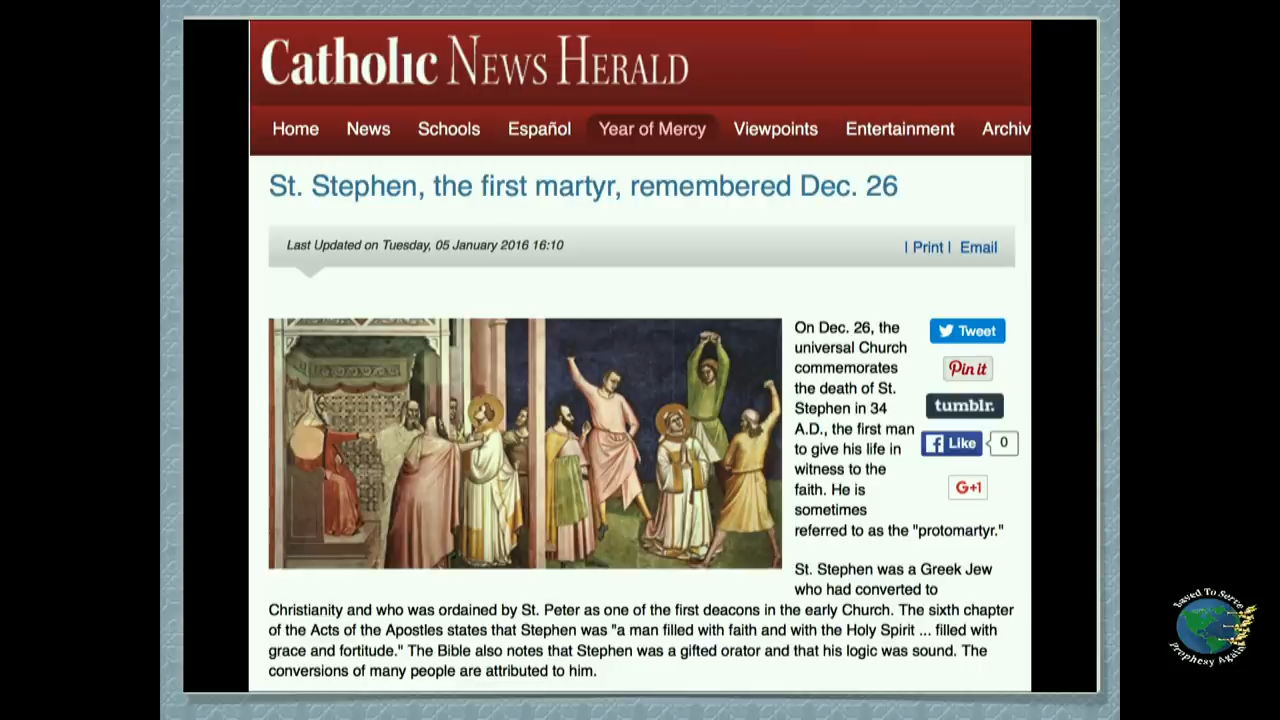 Catholic NEWS HERALD
Home News Schools Español Year of Mercy Viewpoints Entertainment Archiv
St. Stephen, the first martyr, remembered Dec. 26
Last Updated on Tuesday, 05 January 2016 16:10
| Print | Email
On Dec. 26, the
universal Church
commemorates
the death of St.
Stephen in 34
A.D., the first man
to give his life in
witness to the
faith. He is
sometimes
referred to as the "protomartyr."
Tweet
Pin it
tumblr.
Like 0
G+1
St. Stephen was a Greek Jew
who had converted to
Christianity and who was ordained by St. Peter as one of the first deacons in the early Church. The sixth chapter
of the Acts of the Apostles states that Stephen was "a man filled with faith and with the Holy Spirit ... filled with
grace and fortitude." The Bible also notes that Stephen was a gifted orator and that his logic was sound. The
conversions of many people are attributed to him.
Saved To Serve
Prophesy Again